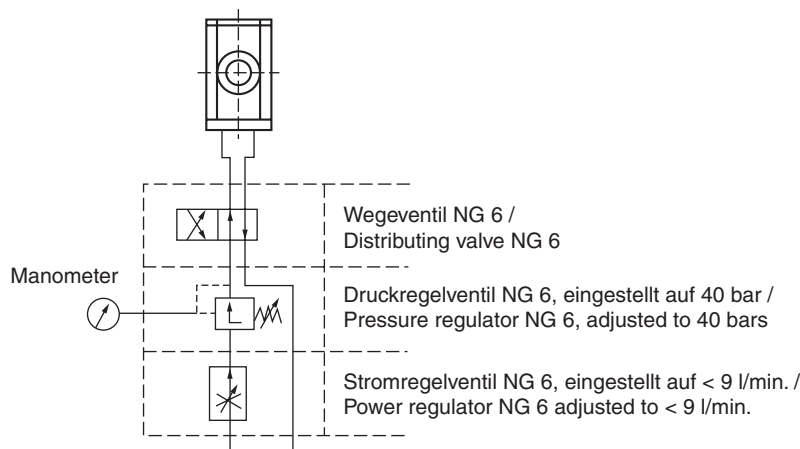 Wegeventil NG 6 /
Distributing valve NG 6
Manometer
Druckregelventil NG 6, eingestellt auf 40 bar /
Pressure regulator NG 6, adjusted to 40 bars
Stromregelventil NG 6, eingestellt auf < 9 l/min. /
Power regulator NG 6 adjusted to < 9 l/min.